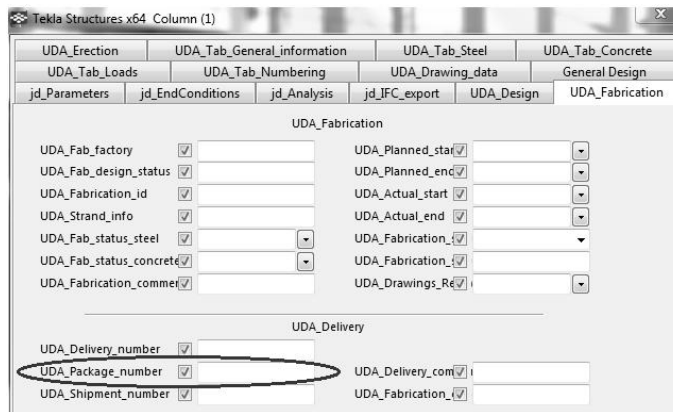 Tekla Structures x64 Column (1)
UDA_Erection UDA_Tab_General_information UDA_Tab_Steel UDA_Tab_Concrete
UDA_Tab_Loads UDA_Tab_Numbering UDA_Drawing_data General Design
jd_Parameters jd_EndConditions jd_Analysis jd_IFC_export UDA_Design UDA_Fabrication
UDA_Fabrication
UDA_Fab_factory UDA_Planned_star
UDA_Fab_design_status UDA_Planned_end
UDA_Fabrication_id UDA_Actual_start
UDA_Strand_info UDA_Actual_end
UDA_Fab_status_steel UDA_Fabrication_s
UDA_Fab_status_concrete UDA_Fabrication_s
UDA_Fabrication_commer UDA_Drawings_Re
UDA_Delivery
UDA_Delivery_number
UDA_Package_number UDA_Delivery_com
UDA_Shipment_number UDA_Fabrication_